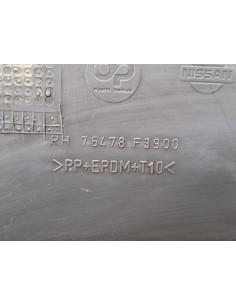 NISSAN
RH 76478 F3900
>PP+EPDM+T10<